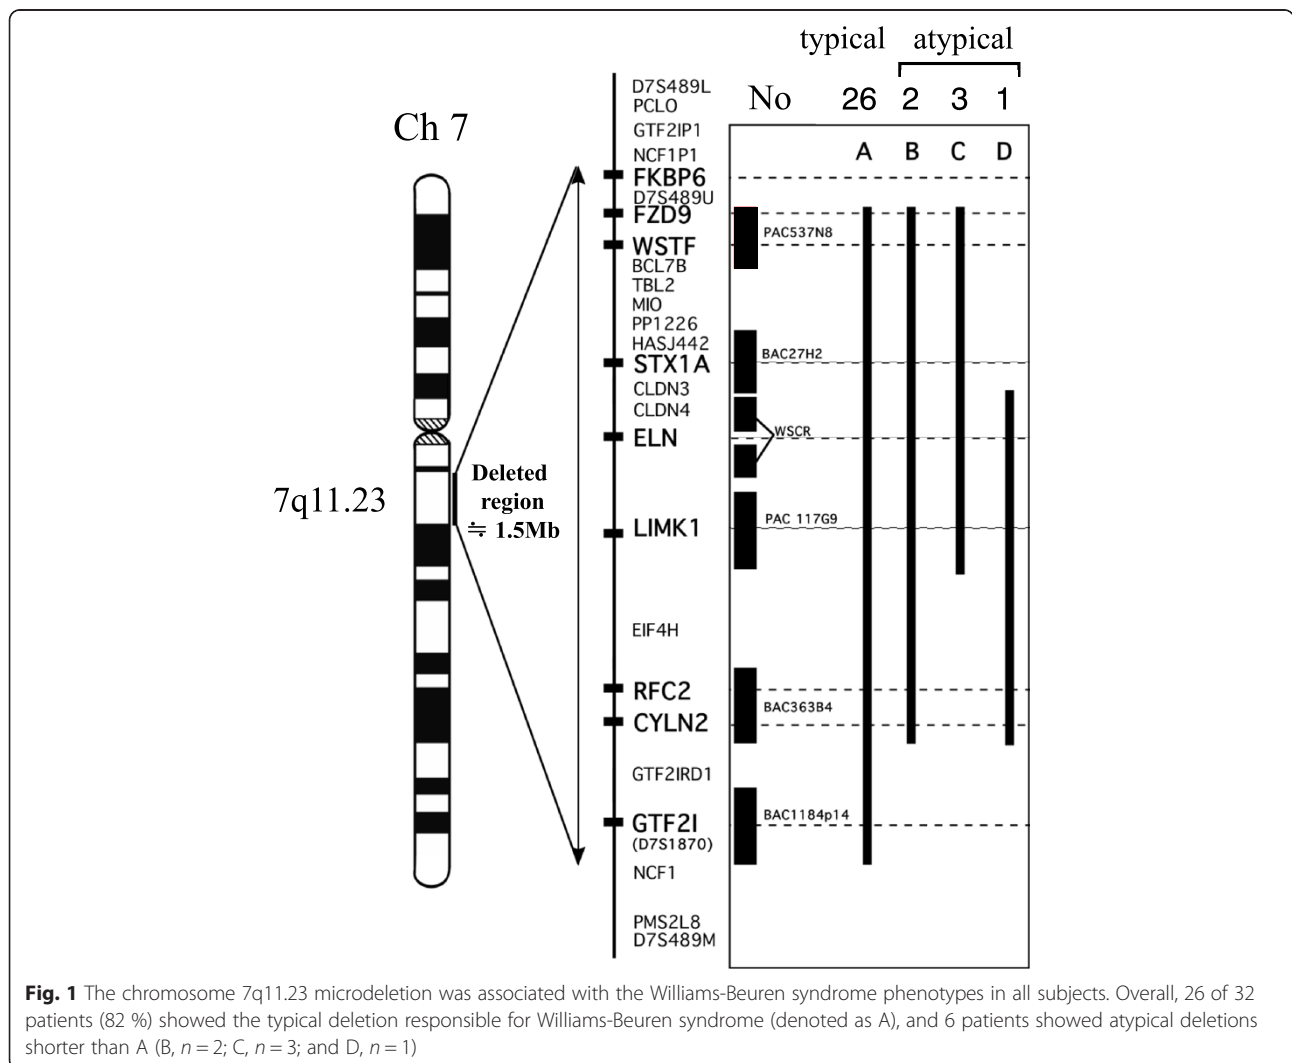 typical atypical
No 26 2 3 1
A B C D
Ch 7
7q11.23
Deleted
region
≒ 1.5Mb
D7S489L
PCLO
GTF2IP1
NCF1P1
FKBP6
D7S489U
FZD9
WSTF
BCL7B
TBL2
MIO
PP1226
HASJ442
STX1A
CLDN3
CLDN4
ELN
LIMK1
EIF4H
RFC2
CYLN2
GTF2IRD1
GTF2I
(D7S1870)
NCF1
PMS2L8
D7S489M
PAC537N8
BAC27H2
WSCR
PAC 117G9
BAC363B4
BAC1184p14
Fig. 1 The chromosome 7q11.23 microdeletion was associated with the Williams-Beuren syndrome phenotypes in all subjects. Overall, 26 of 32
patients (82 %) showed the typical deletion responsible for Williams-Beuren syndrome (denoted as A), and 6 patients showed atypical deletions
shorter than A (B, n = 2; C, n = 3; and D, n = 1)